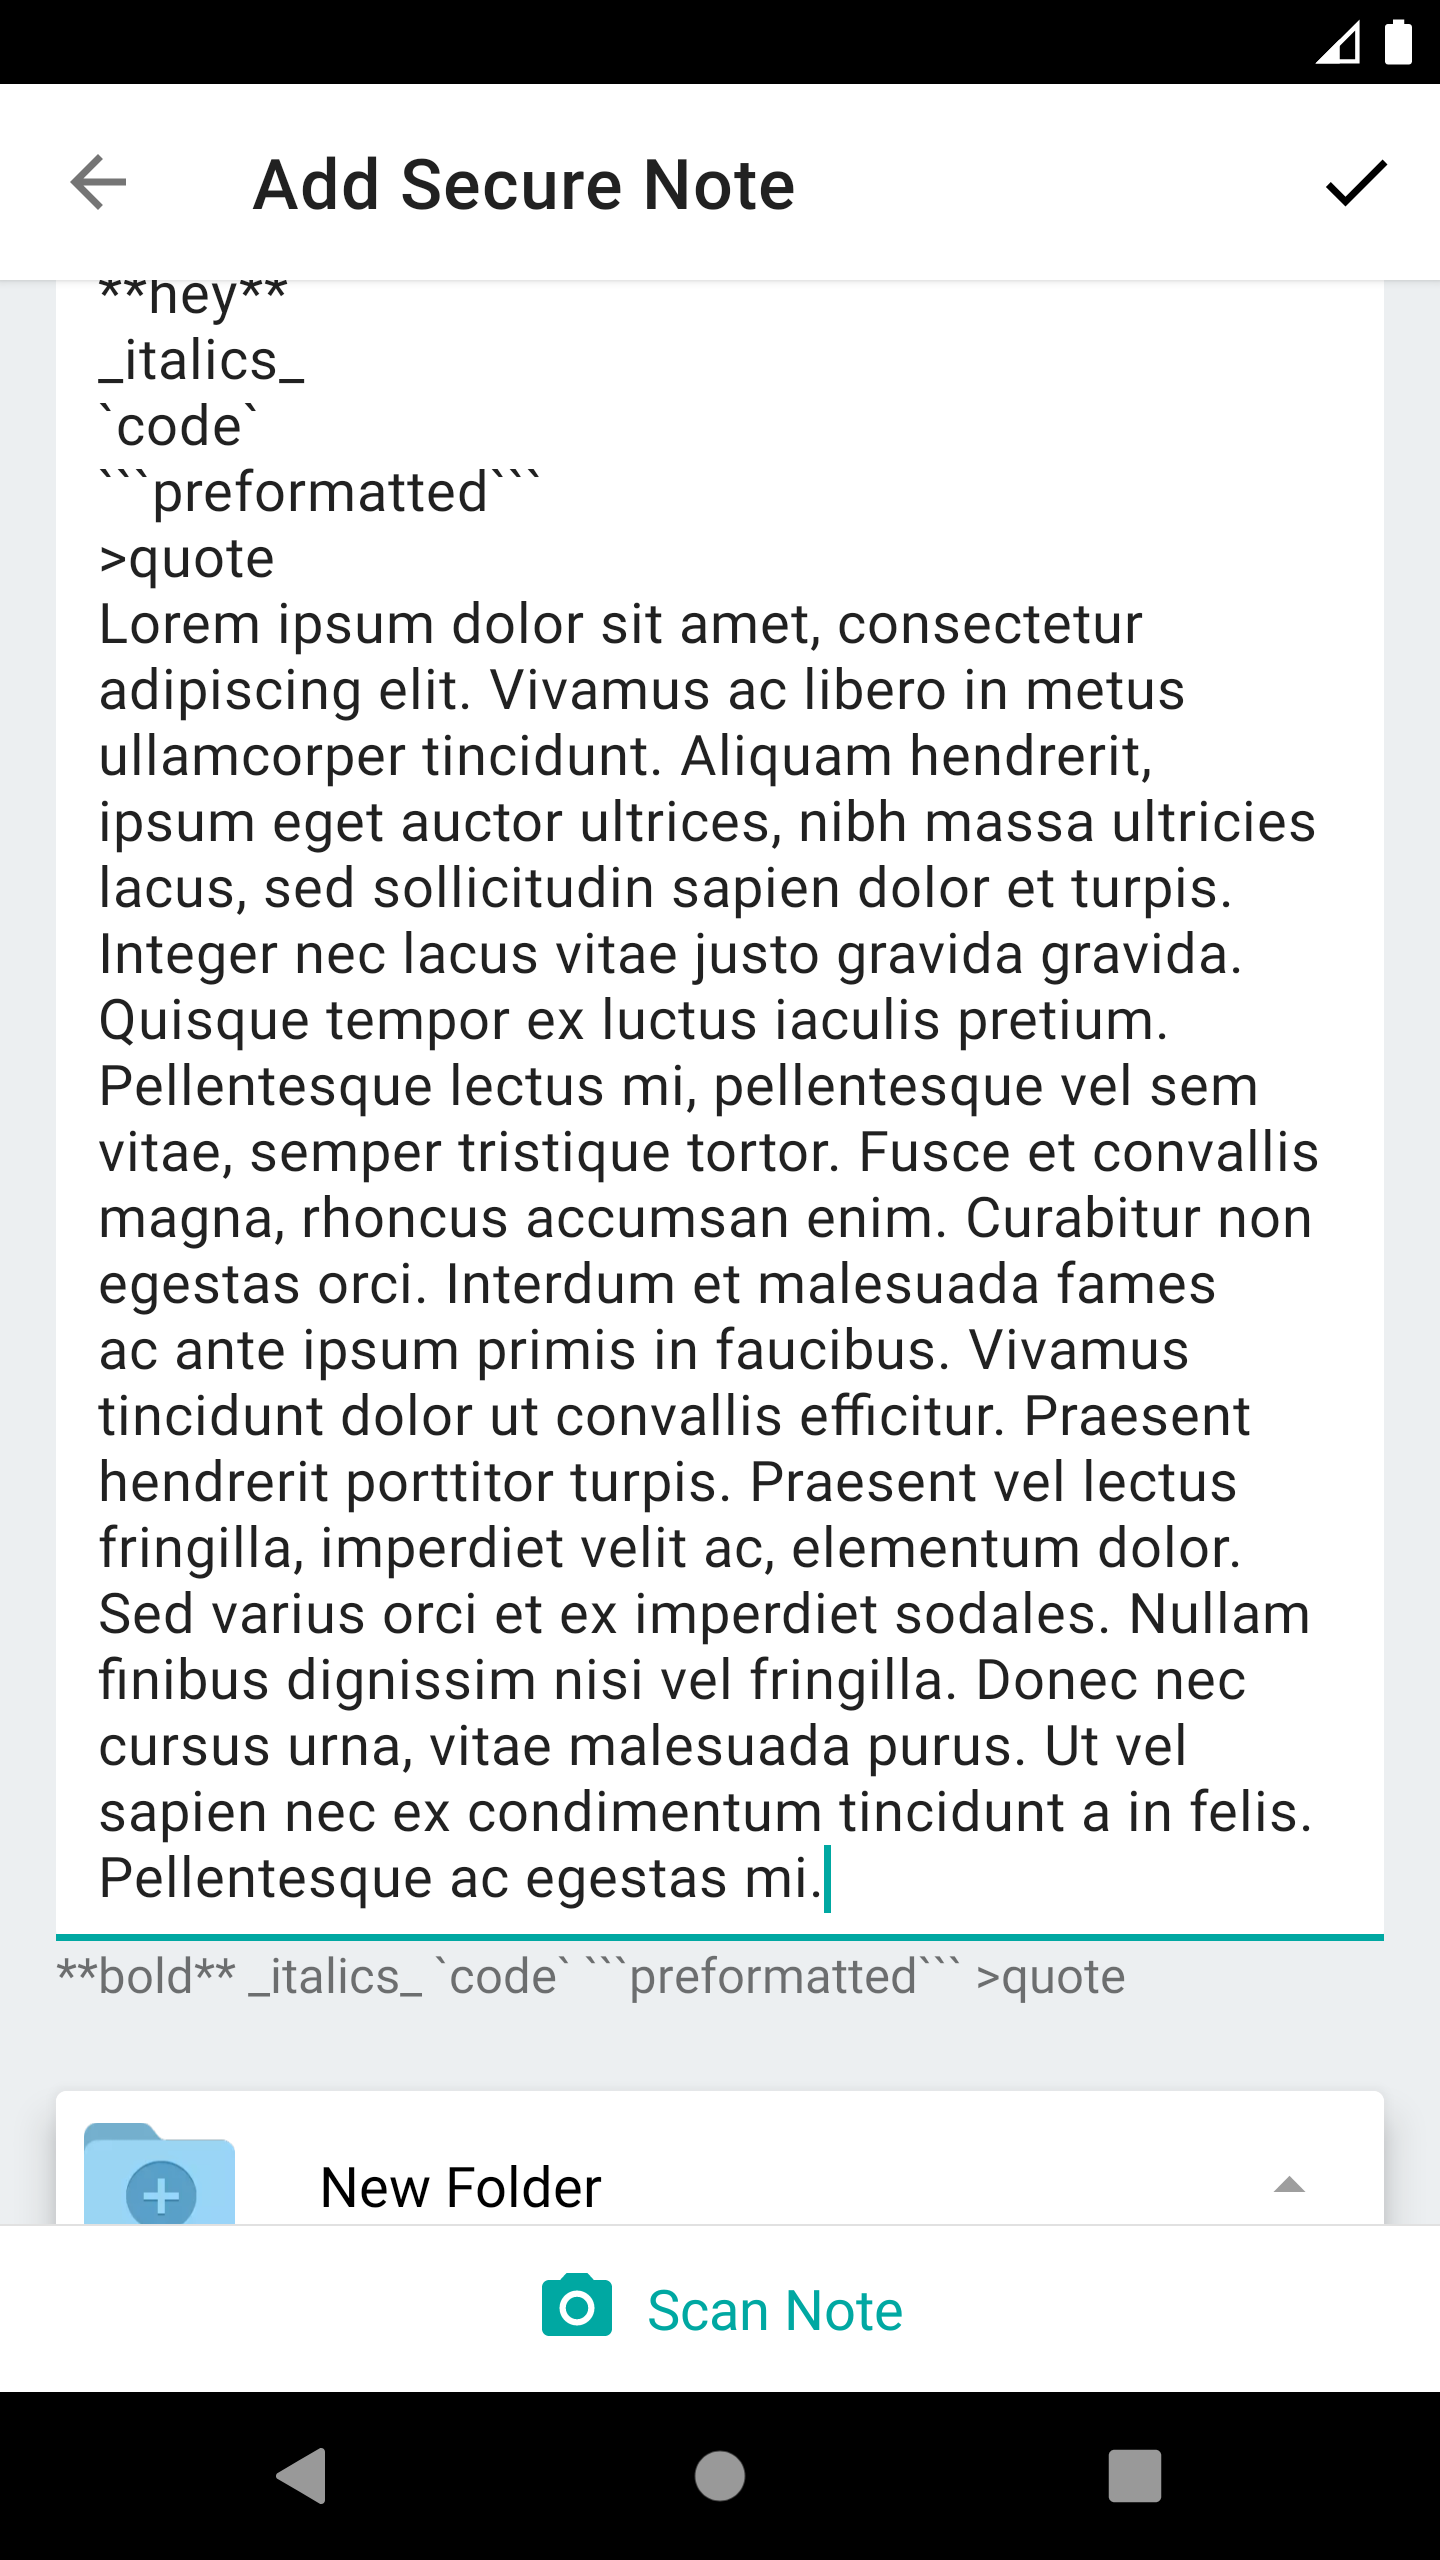 Add Secure Note
**hey**
_italics_
`code`
```preformatted```
>quote
Lorem ipsum dolor sit amet, consectetur
adipiscing elit. Vivamus ac libero in metus
ullamcorper tincidunt. Aliquam hendrerit,
ipsum eget auctor ultrices, nibh massa ultricies
lacus, sed sollicitudin sapien dolor et turpis.
Integer nec lacus vitae justo gravida gravida.
Quisque tempor ex luctus iaculis pretium.
Pellentesque lectus mi, pellentesque vel sem
vitae, semper tristique tortor. Fusce et convallis
magna, rhoncus accumsan enim. Curabitur non
egestas orci. Interdum et malesuada fames
ac ante ipsum primis in faucibus. Vivamus
tincidunt dolor ut convallis efficitur. Praesent
hendrerit porttitor turpis. Praesent vel lectus
fringilla, imperdiet velit ac, elementum dolor.
Sed varius orci et ex imperdiet sodales. Nullam
finibus dignissim nisi vel fringilla. Donec nec
cursus urna, vitae malesuada purus. Ut vel
sapien nec ex condimentum tincidunt a in felis.
Pellentesque ac egestas mi.
**bold** _italics_ `code` ```preformatted``` >quote
New Folder
Scan Note